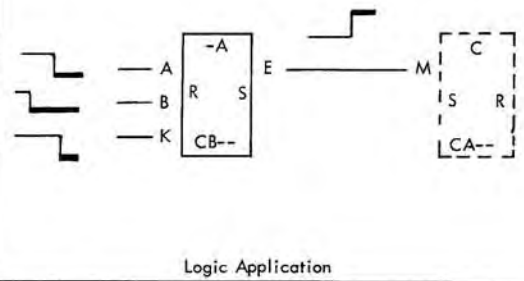 -A
C
A
E
M
B
R S
S R
K
CB--
CA--
Logic Application